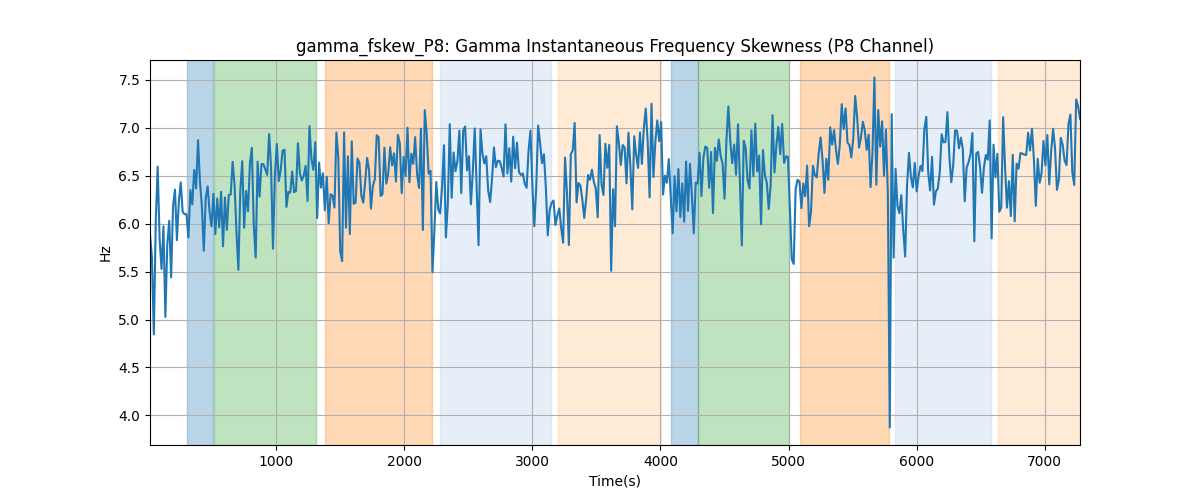 gamma_fskew_P8: Gamma Instantaneous Frequency Skewness (P8 Channel)
7.5
7.0
6.5
6.0
5.5
5.0
4.5
4.0
Hz
1000 2000 3000 4000 5000 6000 7000
Time(s)